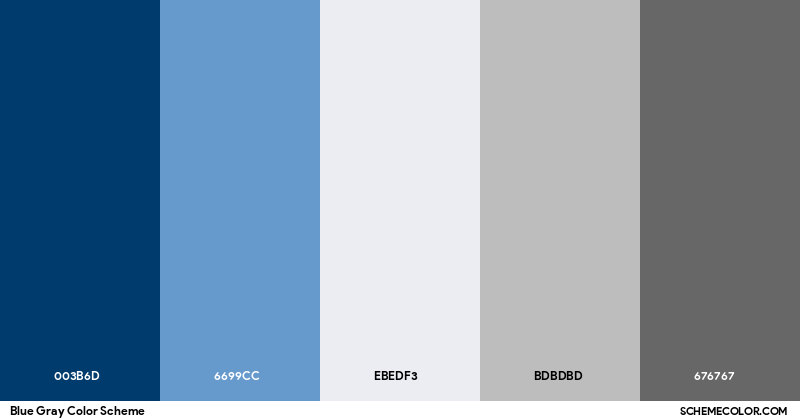 003B6D
6699CC
EBEDF3
BDBDBD
676767
Blue Gray Color Scheme
SCHEMECOLOR.COM